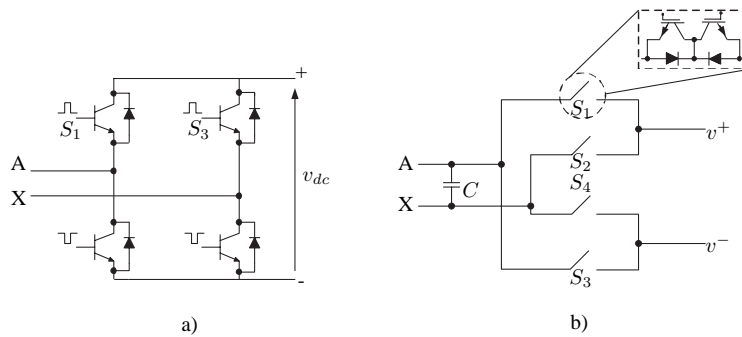 +
S1
S3
A
X
vdc
-
a)
S1
v+
S2
A
C
S4
X
v−
S3
b)